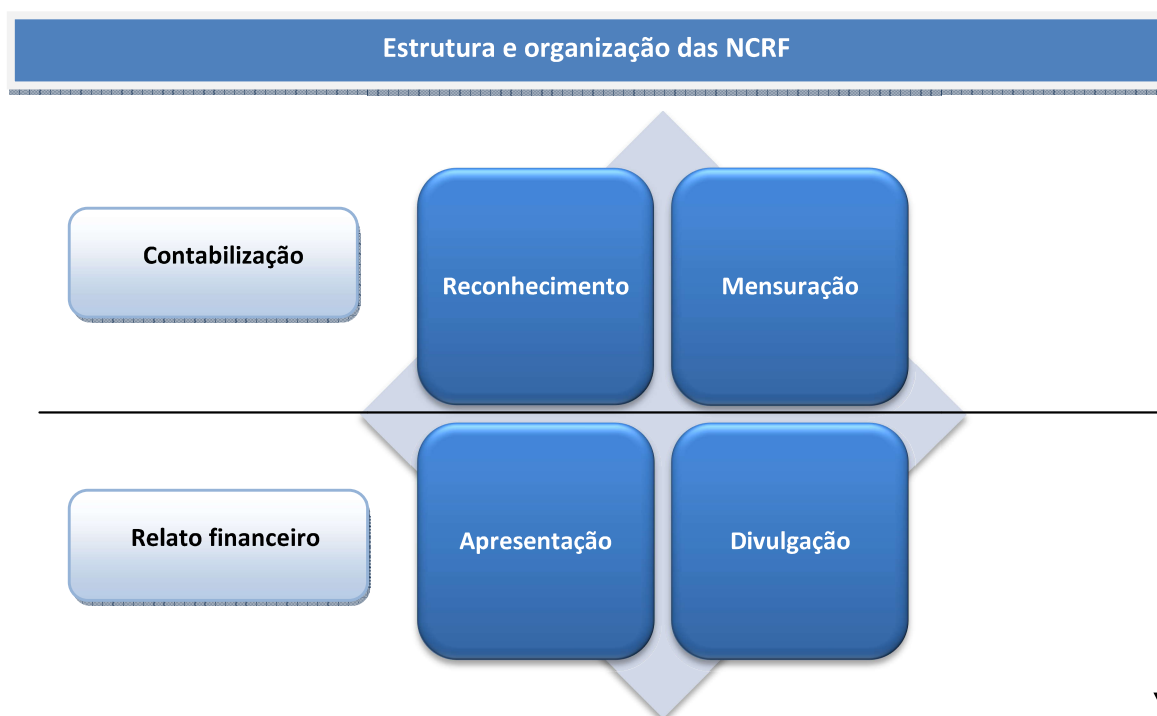 Estrutura e organização das NCRF
Contabilização
Reconhecimento
Mensuração
Relato financeiro
Apresentação
Divulgação